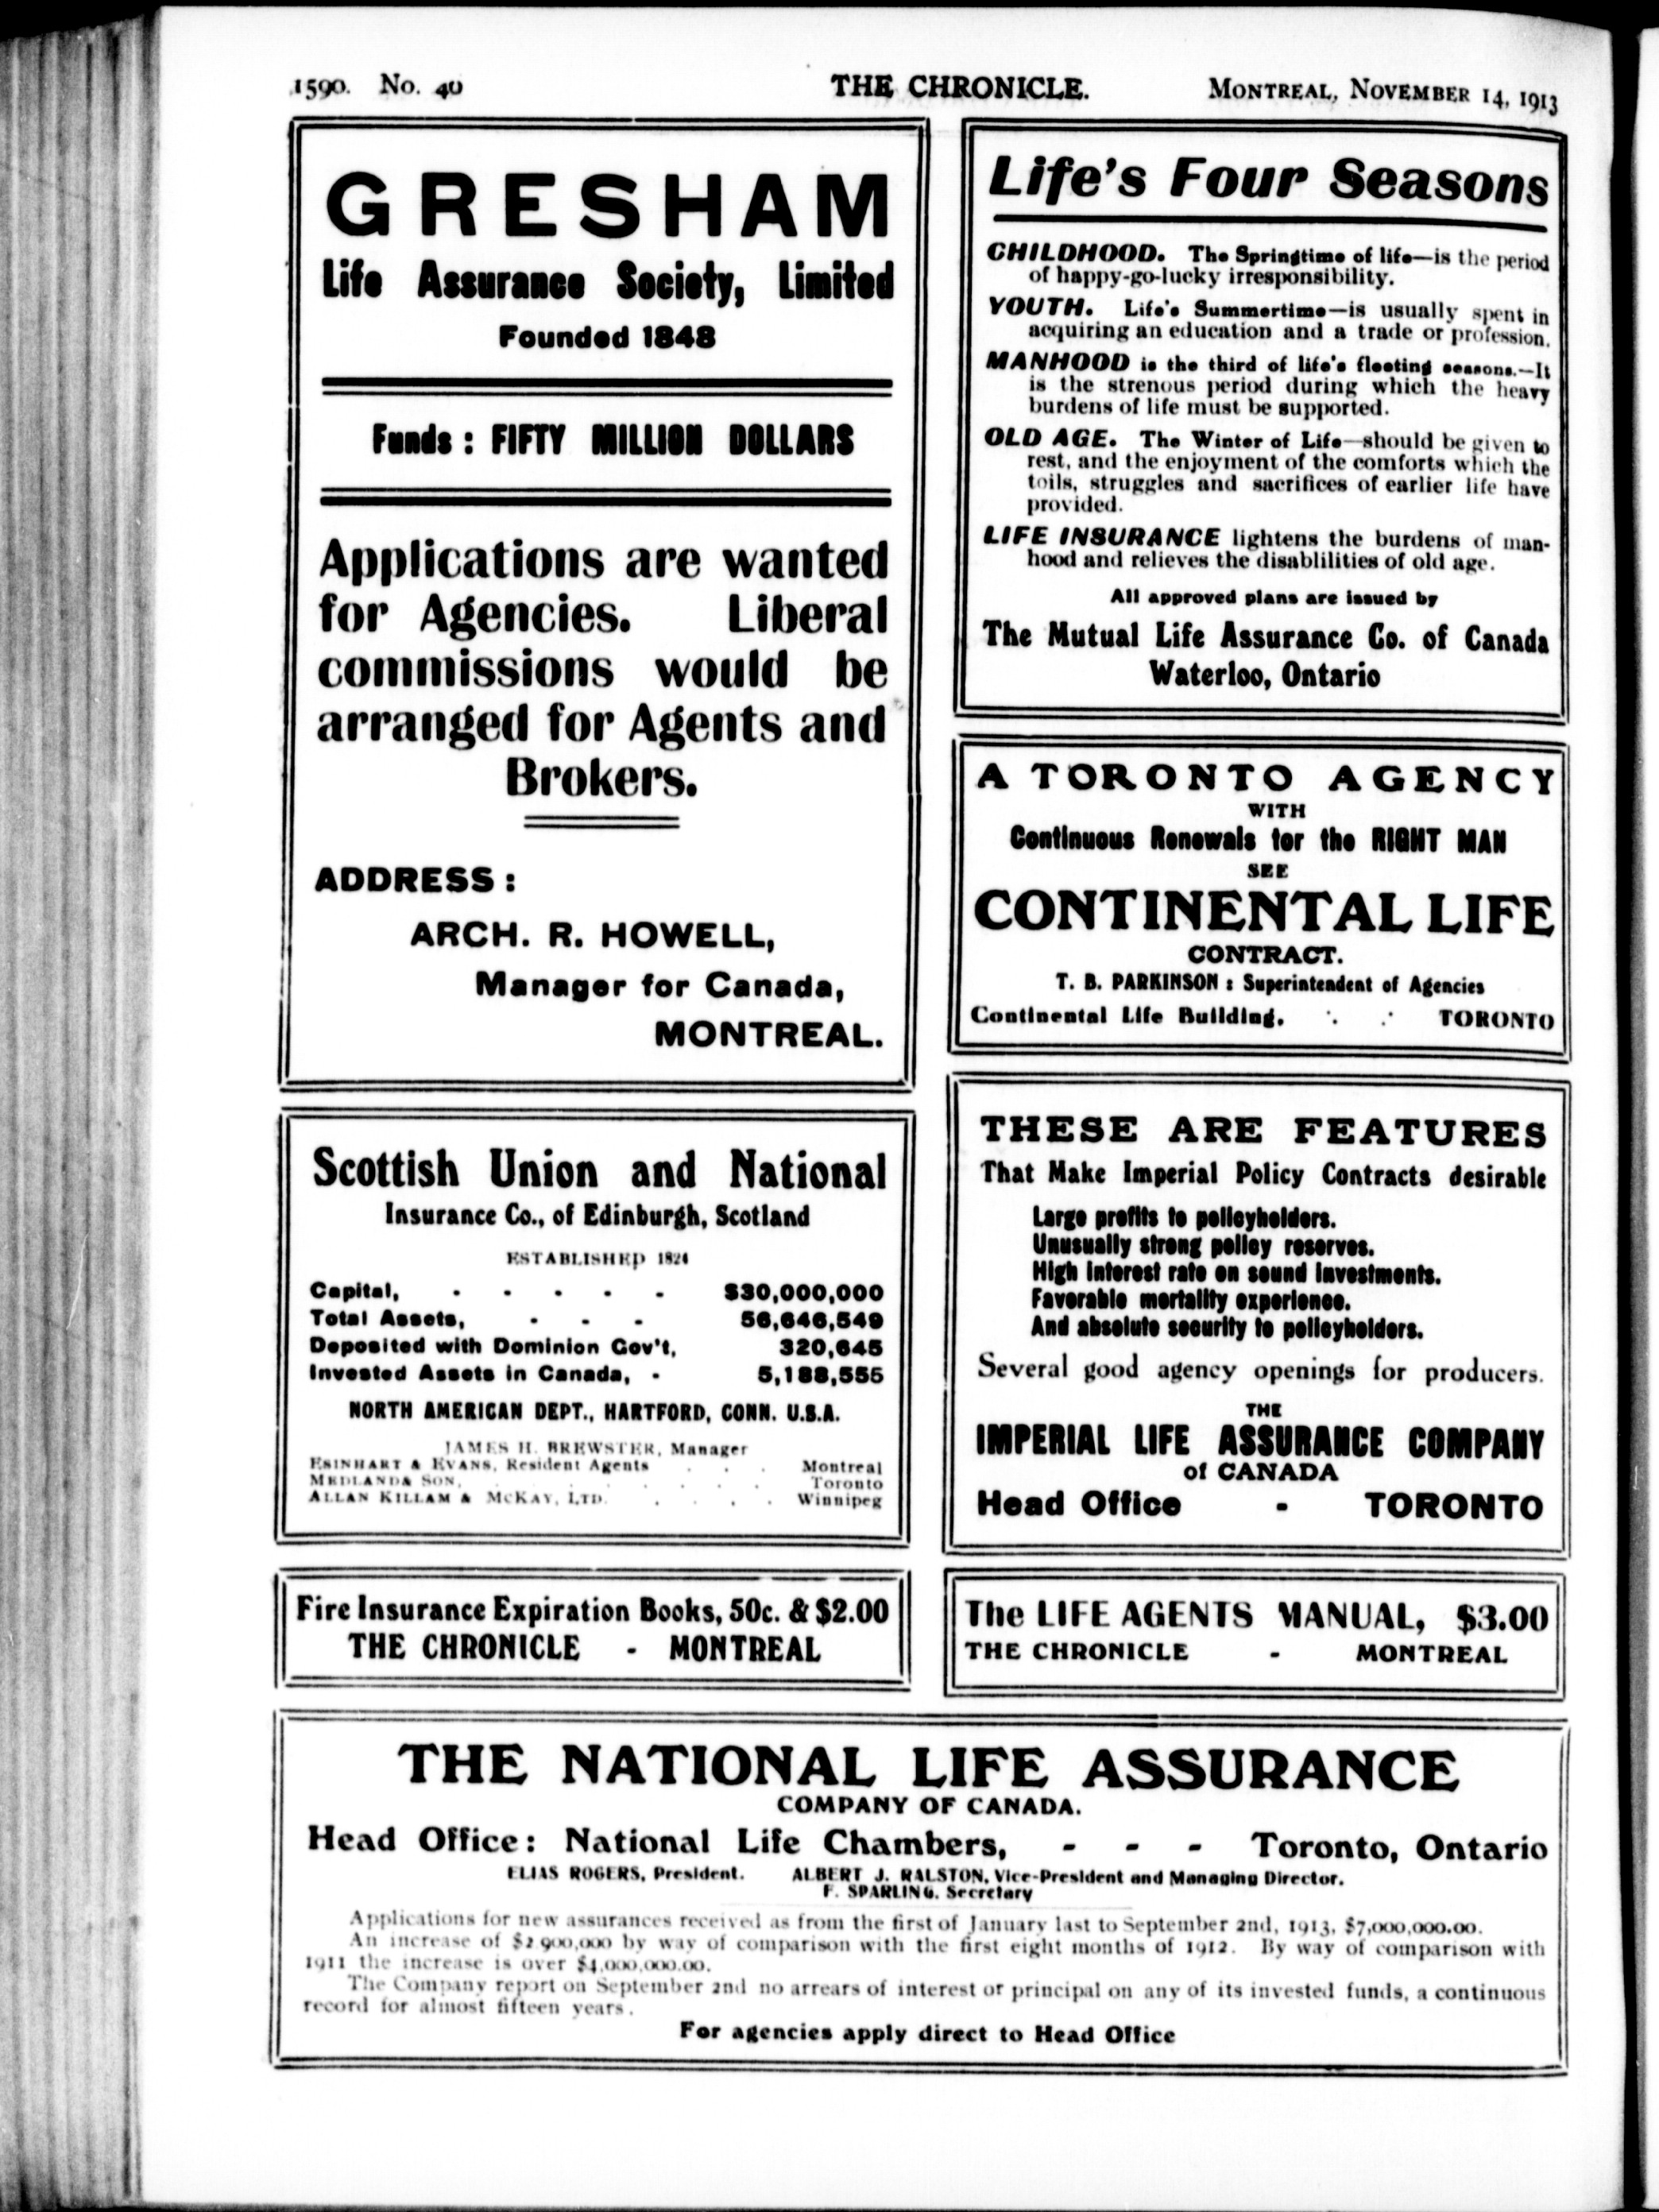 1590. No. 40 THE CHRONICLE. MONTREAL, NOVEMBER 14, 1913
GRESHAM
Life Assurance Society, Limited
Founded 1848
Funds : FIFTY MILLION DOLLARS
Applications are wanted
for Agencies. Liberal
commissions would be
arranged for Agents and
Brokers.
ADDRESS :
ARCH. R. HOWELL,
Manager for Canada,
MONTREAL.
Scottish Union and National
Insurance Co., of Edinburgh, Scotland
ESTABLISHED 1824
Capital, - - - - - $30,000,000
Total Assets, - - - 56,646,549
Deposited with Dominion Gov't, 320,645
Invested Assets in Canada, - 5,188,555
NORTH AMERICAN DEPT., HARTFORD, CONN. U.S.A.
JAMES H. BREWSTER, Manager
ESINHART & EVANS, Resident Agents . . . Montreal
MEDLAND & SON, . . . . . . Toronto
ALLAN KILLAM & MCKAY, LTD. . . . . Winnipeg
Fire Insurance Expiration Books, 50c. & $2.00
THE CHRONICLE - MONTREAL
Life's Four Seasons
CHILDHOOD. The Springtime of life—is the period
of happy-go-lucky irresponsibility.
YOUTH. Life's Summertime—is usually spent in
acquiring an education and a trade or profession.
MANHOOD is the third of life's fleeting seasons.—It
is the strenous period during which the heavy
burdens of life must be supported.
OLD AGE. The Winter of Life—should be given to
rest, and the enjoyment of the comforts which the
toils, struggles and sacrifices of earlier life have
provided.
LIFE INSURANCE lightens the burdens of man-
hood and relieves the disablilities of old age.
All approved plans are issued by
The Mutual Life Assurance Co. of Canada
Waterloo, Ontario
A TORONTO AGENCY
WITH
Continuous Renewals for the RIGHT MAN
SEE
CONTINENTAL LIFE
CONTRACT.
T. B. PARKINSON : Superintendent of Agencies
Continental Life Building, TORONTO
THESE ARE FEATURES
That Make Imperial Policy Contracts desirable
Large profits to policyholders.
Unusually strong policy reserves.
High interest rate on sound investments.
Favorable mortality experience.
And absolute security to policyholders.
Several good agency openings for producers.
THE
IMPERIAL LIFE ASSURANCE COMPANY
of CANADA
Head Office - TORONTO
The LIFE AGENTS MANUAL, $3.00
THE CHRONICLE - MONTREAL
THE NATIONAL LIFE ASSURANCE
COMPANY OF CANADA.
Head Office: National Life Chambers, - - - Toronto, Ontario
ELIAS ROGERS, President. ALBERT J. RALSTON, Vice-President and Managing Director.
F. SPARLING, Secretary
Applications for new assurances received as from the first of January last to September 2nd, 1913, $7,000,000.00.
An increase of $2,900,000 by way of comparison with the first eight months of 1912. By way of comparison with
1911 the increase is over $4,000,000.00.
The Company report on September 2nd no arrears of interest or principal on any of its invested funds, a continuous
record for almost fifteen years.
For agencies apply direct to Head Office